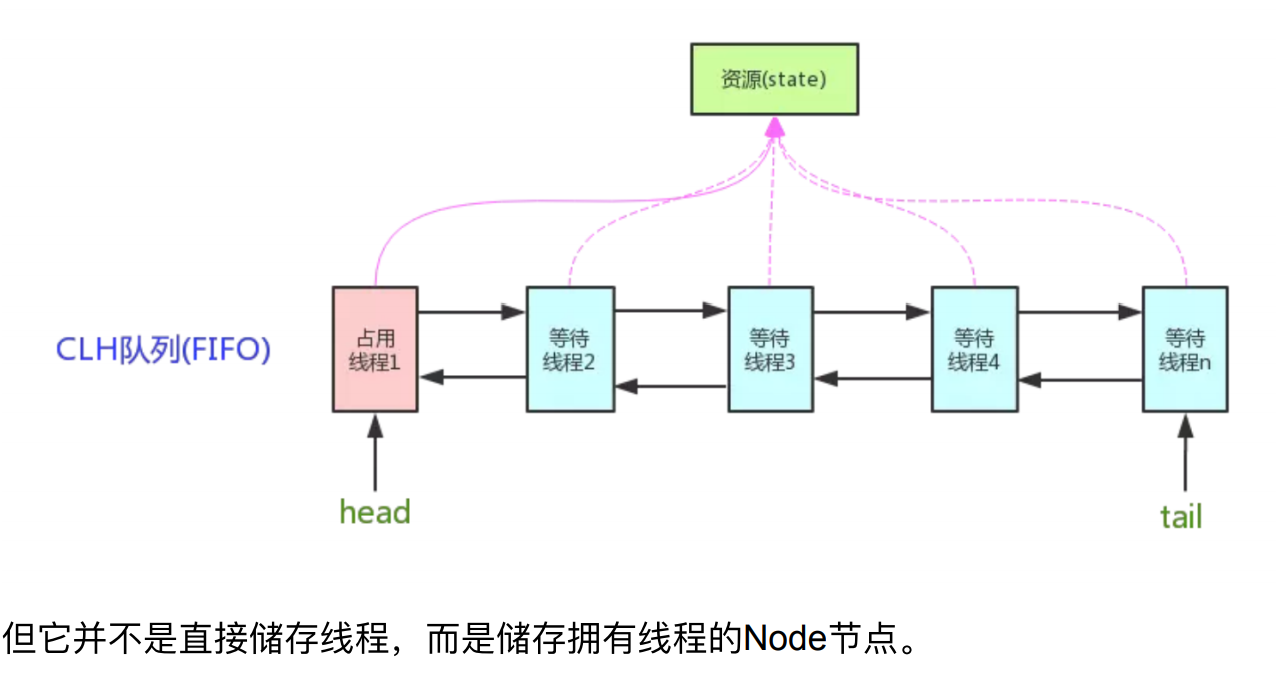 资源(state)
CLH队列(FIFO)
占用
线程1
等待
线程2
等待
线程3
等待
线程4
等待
线程n
head
tail
但它并不是直接储存线程，而是储存拥有线程的Node节点。